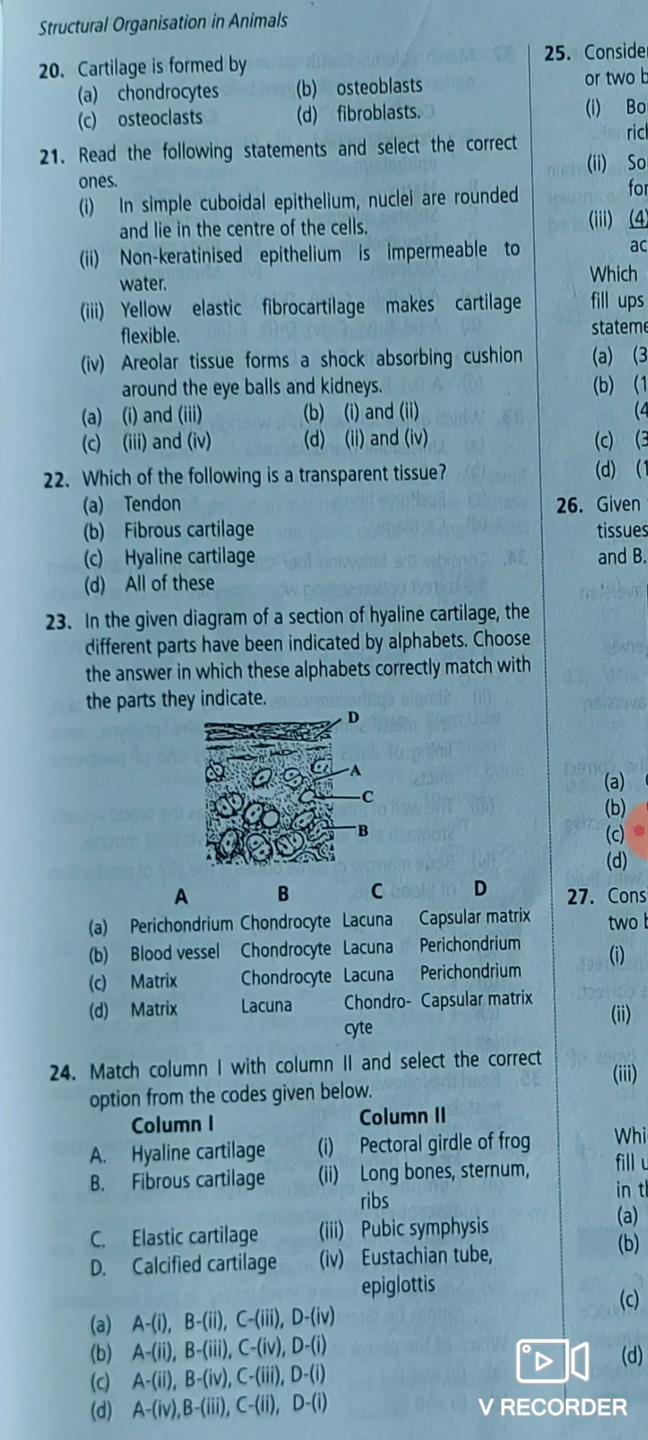 Structural Organisation in Animals
20. Cartilage is formed by
(a) chondrocytes (b) osteoblasts
(c) osteoclasts (d) fibroblasts.
21. Read the following statements and select the correct
ones.
(i) In simple cuboidal epithelium, nuclei are rounded
and lie in the centre of the cells.
(ii) Non-keratinised epithelium is impermeable to
water.
(iii) Yellow elastic fibrocartilage makes cartilage
flexible.
(iv) Areolar tissue forms a shock absorbing cushion
around the eye balls and kidneys.
(a) (i) and (iii) (b) (i) and (ii)
(c) (iii) and (iv) (d) (ii) and (iv)
22. Which of the following is a transparent tissue?
(a) Tendon
(b) Fibrous cartilage
(c) Hyaline cartilage
(d) All of these
23. In the given diagram of a section of hyaline cartilage, the
different parts have been indicated by alphabets. Choose
the answer in which these alphabets correctly match with
the parts they indicate.
D
A
C
B
A B C D
(a) Perichondrium Chondrocyte Lacuna Capsular matrix
(b) Blood vessel Chondrocyte Lacuna Perichondrium
(c) Matrix Chondrocyte Lacuna Perichondrium
(d) Matrix Lacuna Chondro- Capsular matrix
cyte
24. Match column I with column II and select the correct
option from the codes given below.
Column I Column II
A. Hyaline cartilage (i) Pectoral girdle of frog
B. Fibrous cartilage (ii) Long bones, sternum,
ribs
C. Elastic cartilage (iii) Pubic symphysis
D. Calcified cartilage (iv) Eustachian tube,
epiglottis
(a) A-(i), B-(ii), C-(iii), D-(iv)
(b) A-(ii), B-(iii), C-(iv), D-(i)
(c) A-(ii), B-(iv), C-(iii), D-(i)
(d) A-(iv),B-(iii), C-(ii), D-(i)
25.
or two
(i)
(ii)
(iii) (4)
Which
fill ups
(a) (3
(b) (1
(4
(c) (3
(d) (1
26. Given
tissues
and B.
(a)
(b)
(c)
(d)
27.
two
(i)
(ii)
(iii)
fill
in
(a)
(b)
(c)
(d)
V RECORDER